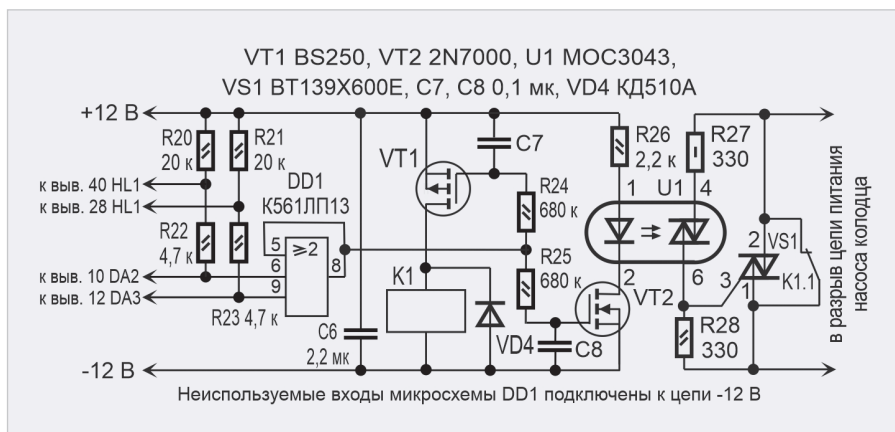 VT1 BS250, VT2 2N7000, U1 MOC3043,
VS1 BT139X600E, C7, C8 0,1 мк, VD4 КД510А
+12 В
R20
20 к
R21
20 к
C7
R26
2,2 к
R27
330
VT1
DD1
К561ЛП13
1
U1
4
к выв. 40 HL1
к выв. 28 HL1
R24
680 к
R22
4,7 к
5
6
9
≥2
8
2
VS1
3
1
K1.1
R25
680 к
2
6
к выв. 10 DA2
к выв. 12 DA3
K1
VT2
R23 4,7 к
C6
2,2 мк
VD4
C8
R28
330
-12 В
в разрыв цепи питания
насоса колодца
Неиспользуемые входы микросхемы DD1 подключены к цепи -12 В